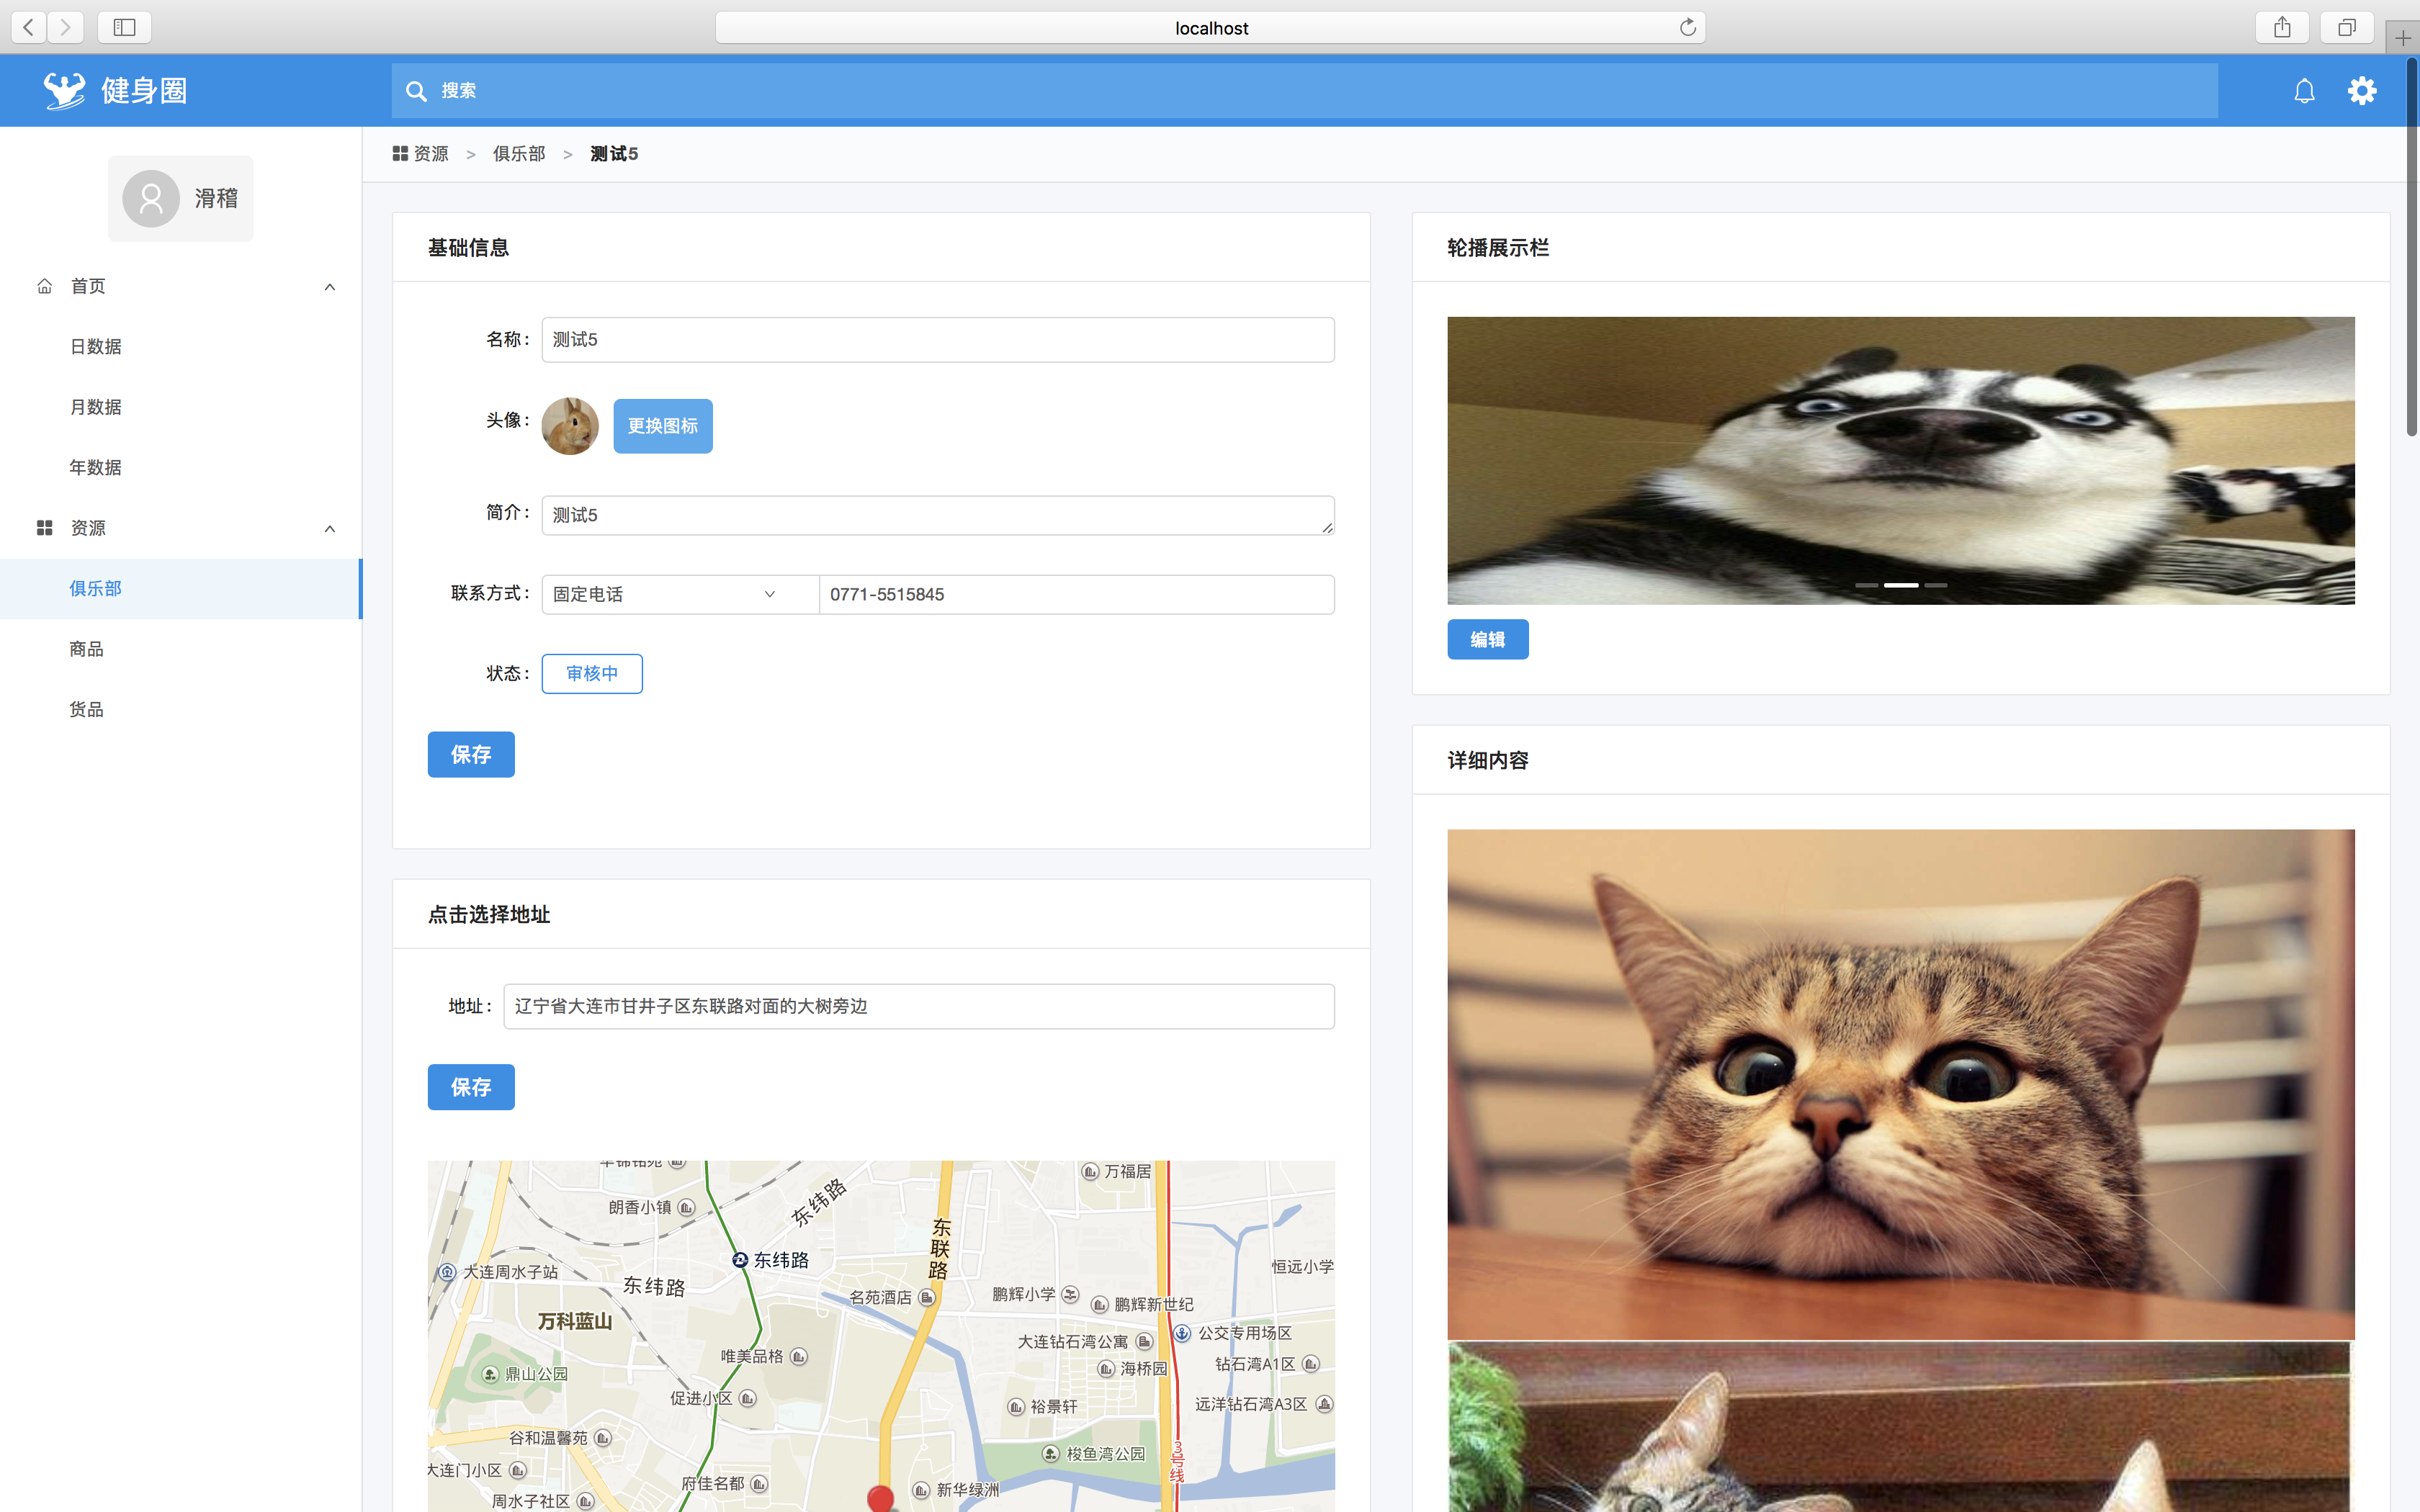 localhost
健身圈
搜索
滑稽
首页
日数据
月数据
年数据
资源
俱乐部
商品
货品
资源 > 俱乐部 > 测试5
基础信息
名称：
测试5
头像：
更换图标
简介：
测试5
联系方式：
固定电话
0771-5515845
状态：
审核中
保存
点击选择地址
地址：
辽宁省大连市甘井子区东联路对面的大树旁边
保存
万福居
朗香小镇
东纬路
东联路
东纬路
大连周水子站
东纬路
恒远小学
名苑酒店
鹏辉小学
鹏辉新世纪
万科蓝山
公交专用场区
大连钻石湾公寓
唯美品格
海桥园
钻石湾A1区
鼎山公园
促进小区
裕景轩
远洋钻石湾A3区
谷和温馨苑
梭鱼湾公园
3号线
大连门小区
府佳名都
新华绿洲
周水子社区
轮播展示栏
编辑
详细内容